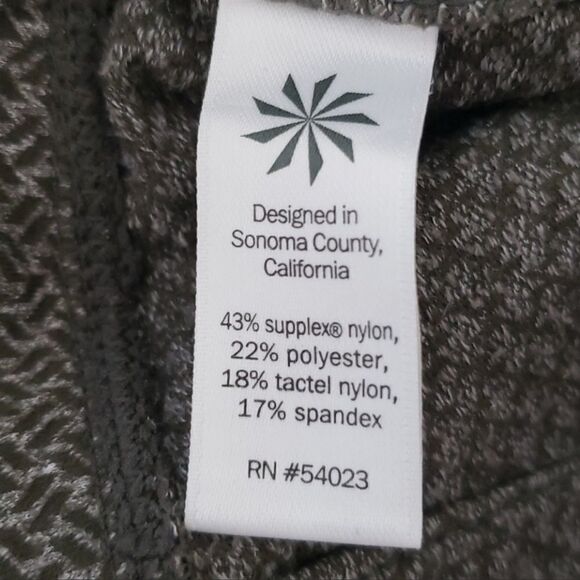 Designed in
Sonoma County,
California
43% supplex® nylon,
22% polyester,
18% tactel nylon,
17% spandex
RN #54023